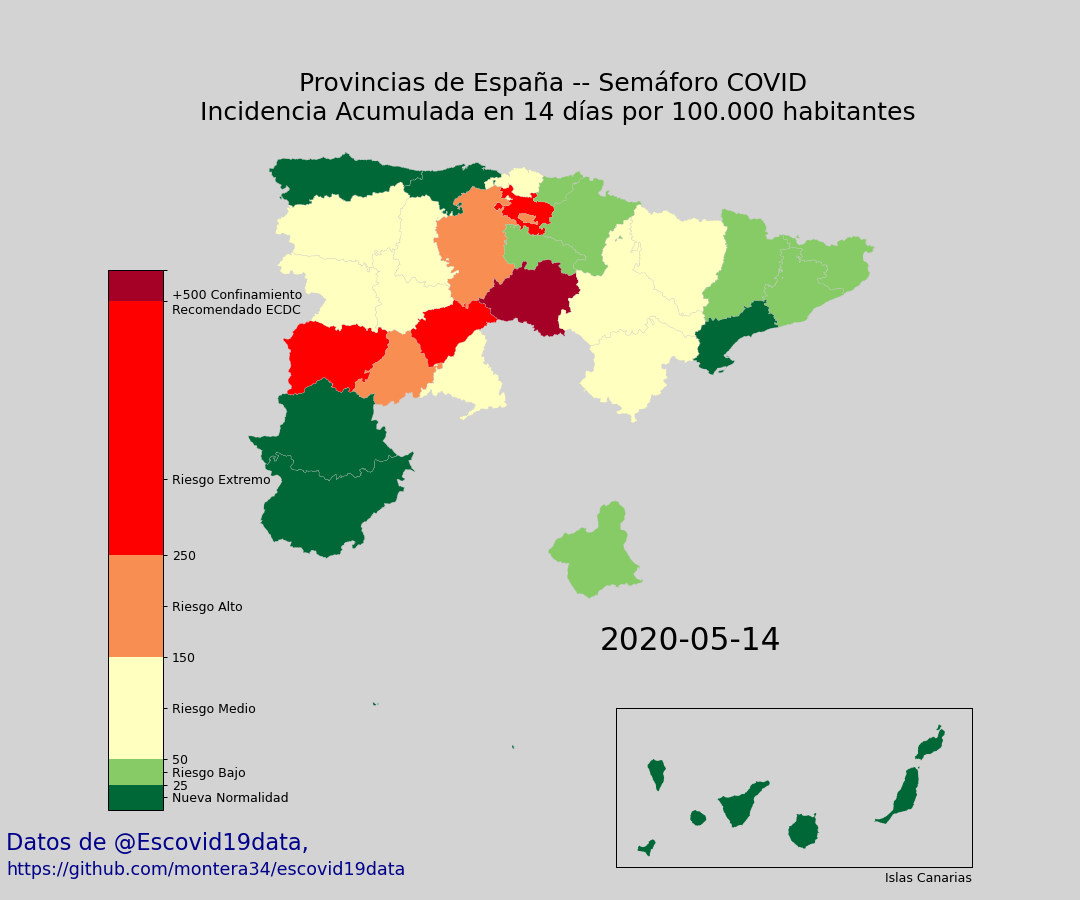 Provincias de España -- Semáforo COVID
Incidencia Acumulada en 14 días por 100.000 habitantes
+500 Confinamiento
Recomendado ECDC
Riesgo Extremo
250
Riesgo Alto
150
Riesgo Medio
50
Riesgo Bajo
25
Nueva Normalidad
2020-05-14
Islas Canarias
Datos de @Escovid19data,
https://github.com/montera34/escovid19data